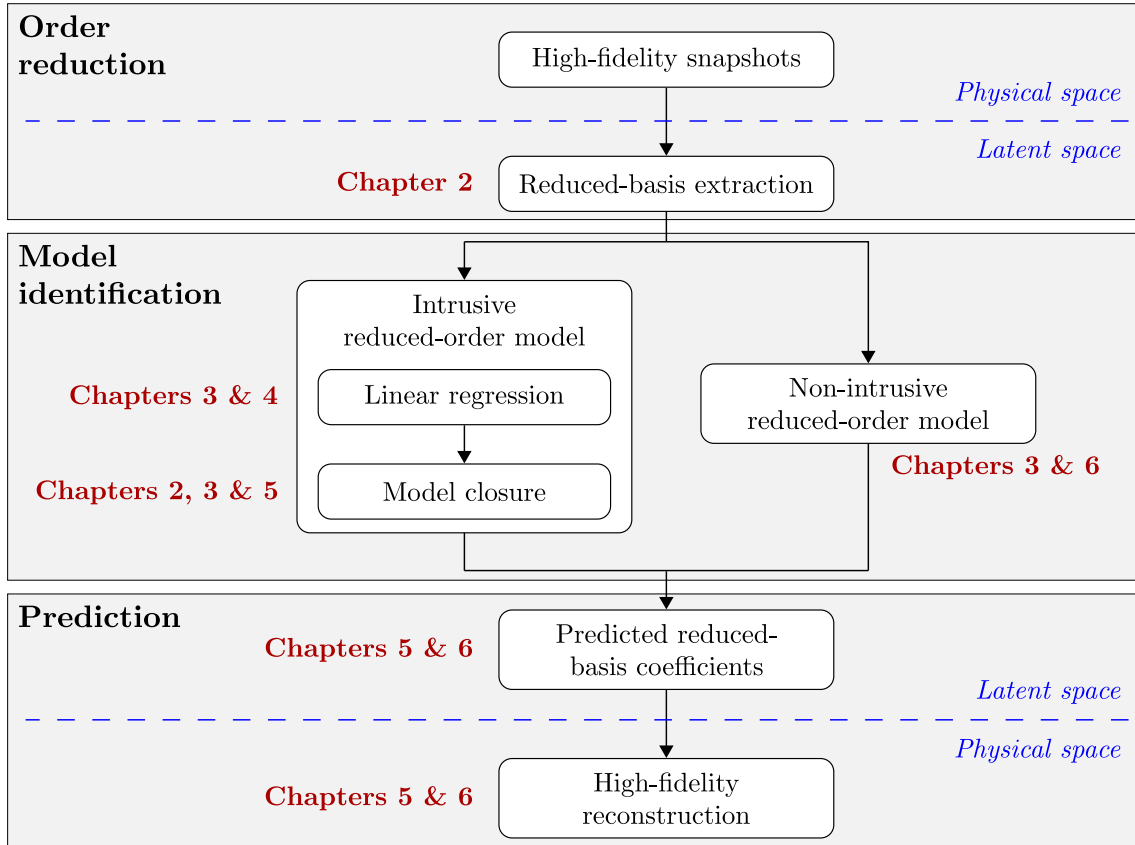 Order
reduction
High-fidelity snapshots
Physical space
Latent space
Chapter 2
Reduced-basis extraction
Model
identification
Intrusive
reduced-order model
Chapters 3 & 4
Linear regression
Non-intrusive
reduced-order model
Chapters 3 & 6
Chapters 2, 3 & 5
Model closure
Prediction
Chapters 5 & 6
Predicted reduced-
basis coefficients
Latent space
Physical space
Chapters 5 & 6
High-fidelity
reconstruction